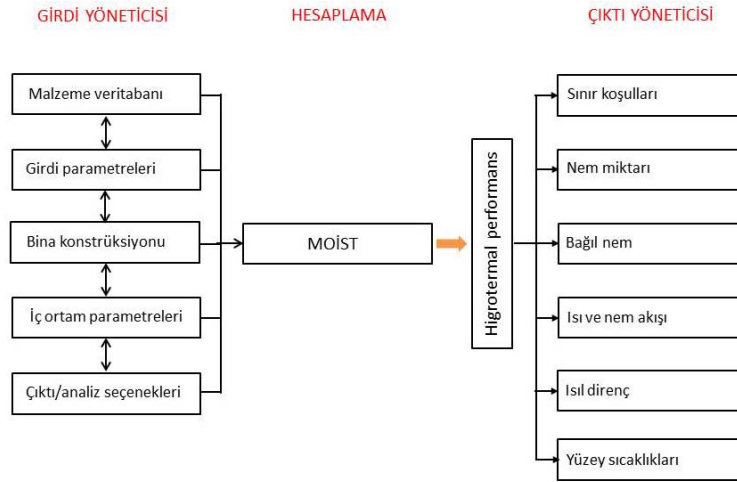 GİRDİ YÖNETİCİSİ
HESAPLAMA
ÇIKTI YÖNETİCİSİ
Malzeme veritabanı
Girdi parametreleri
Bina konstrüksiyonu
İç ortam parametreleri
Çıktı/analiz seçenekleri
MOİST
Higrotermal performans
Sınır koşulları
Nem miktarı
Bağıl nem
Isı ve nem akışı
Isıl direnç
Yüzey sıcaklıkları